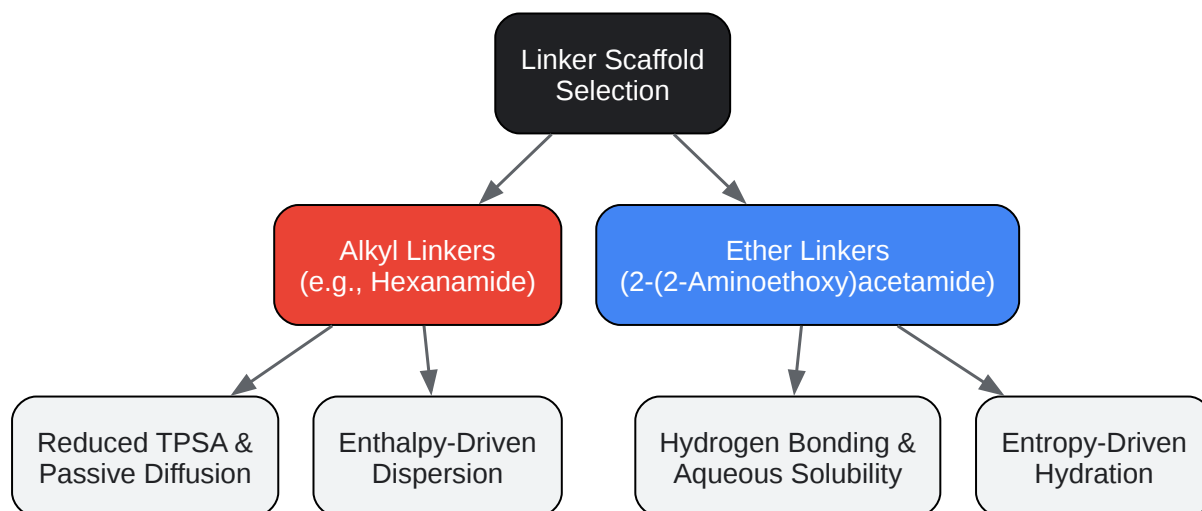 Linker Scaffold
Selection
Alkyl Linkers
(e.g., Hexanamide)
Ether Linkers
(2-(2-Aminoethoxy)acetamide)
Reduced TPSA &
Passive Diffusion
Enthalpy-Driven
Dispersion
Hydrogen Bonding &
Aqueous Solubility
Entropy-Driven
Hydration